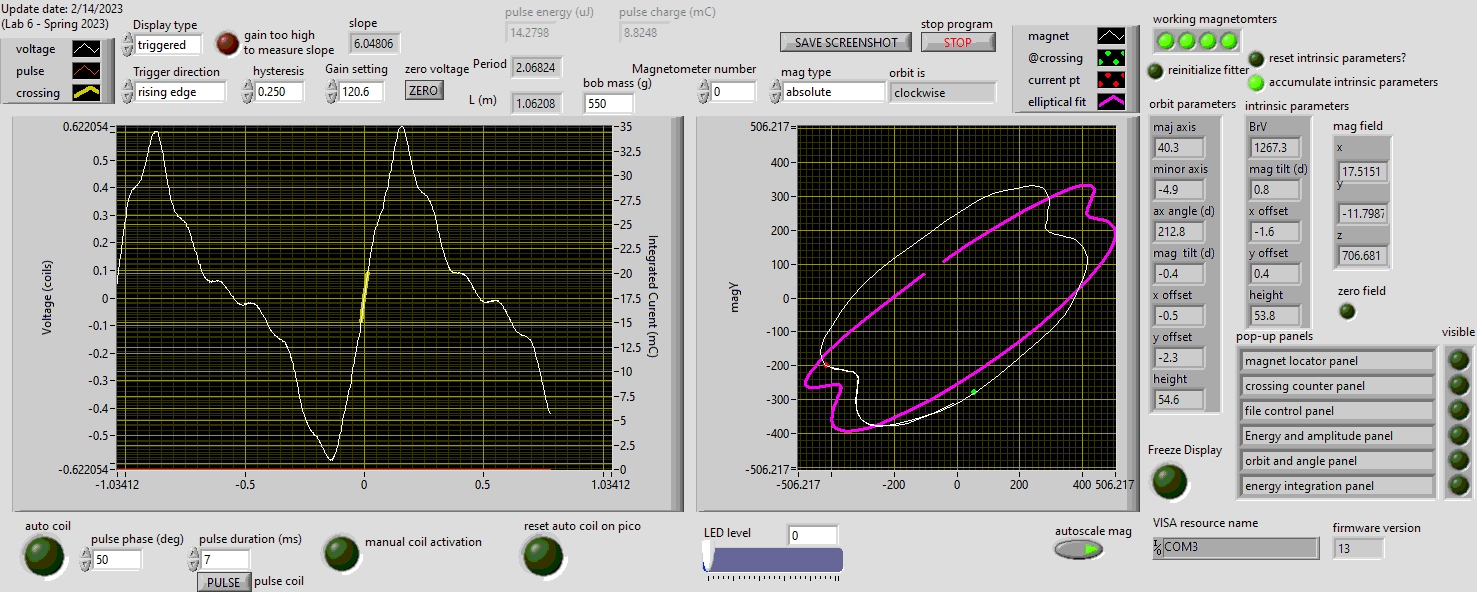 Update date: 2/14/2023
(Lab 6 - Spring 2023)
voltage
pulse
crossing
Display type
triggered
gain too high
to measure slope
slope
6.04806
Trigger direction
rising edge
hysteresis
0.250
Gain setting
120.6
zero voltage
ZERO
pulse energy (uJ)
14.2798
pulse charge (mC)
8.8248
Period
2.06824
L (m)
1.06208
bob mass (g)
550
SAVE SCREENSHOT
stop program
STOP
Magnetometer number
0
mag type
absolute
orbit is
clockwise
magnet
@crossing
current pt
elliptical fit
working magnetomters
reinitialize fitter
reset intrinsic parameters?
accumulate intrinsic parameters
orbit parameters
maj axis
40.3
minor axis
-4.9
ax angle (d)
212.8
mag tilt (d)
-0.4
x offset
-0.5
y offset
-2.3
height
54.6
intrinsic parameters
BrV
1267.3
mag tilt (d)
0.8
x offset
-1.6
y offset
0.4
height
53.8
mag field
x
17.5151
y
-11.7987
z
706.681
zero field
pop-up panels
visible
magnet locator panel
crossing counter panel
file control panel
Energy and amplitude panel
orbit and angle panel
energy integration panel
Voltage (coils)
0.622054
0.5
0.4
0.3
0.2
0.1
0
-0.1
-0.2
-0.3
-0.4
-0.5
-0.622054
-1.03412
-0.5
0
0.5
1.03412
35
32.5
30
27.5
25
22.5
20
17.5
15
12.5
10
7.5
5
2.5
0
Integrated Current (mC)
magY
506.217
400
300
200
100
0
-100
-200
-300
-400
-506.217
-506.217
-200
0
200
400
506.217
Freeze Display
auto coil
pulse phase (deg)
50
pulse duration (ms)
7
PULSE
pulse coil
manual coil activation
reset auto coil on pico
LED level
0
autoscale mag
VISA resource name
COM3
firmware version
13